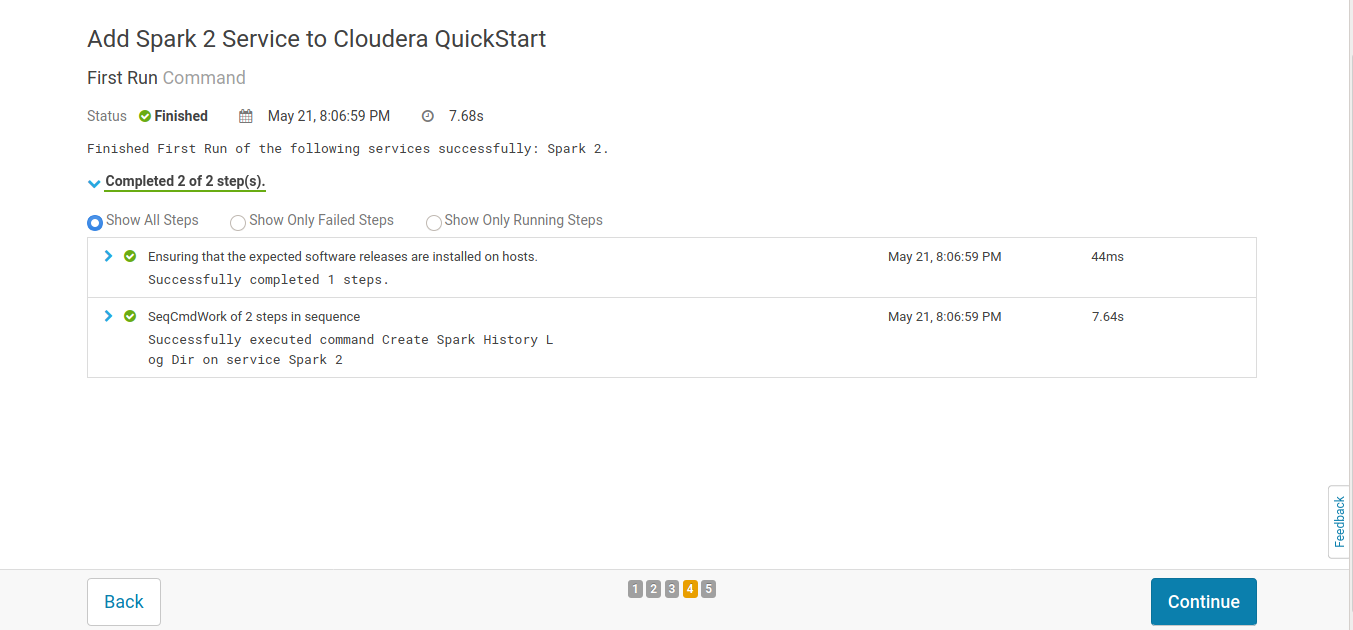 Add Spark 2 Service to Cloudera QuickStart
First Run Command
Status Finished May 21, 8:06:59 PM 7.68s
Finished First Run of the following services successfully: Spark 2.
Completed 2 of 2 step(s).
Show All Steps Show Only Failed Steps Show Only Running Steps
Ensuring that the expected software releases are installed on hosts. May 21, 8:06:59 PM 44ms
Successfully completed 1 steps.
SeqCmdWork of 2 steps in sequence May 21, 8:06:59 PM 7.64s
Successfully executed command Create Spark History L
og Dir on service Spark 2
Feedback
Back 1 2 3 4 5 Continue